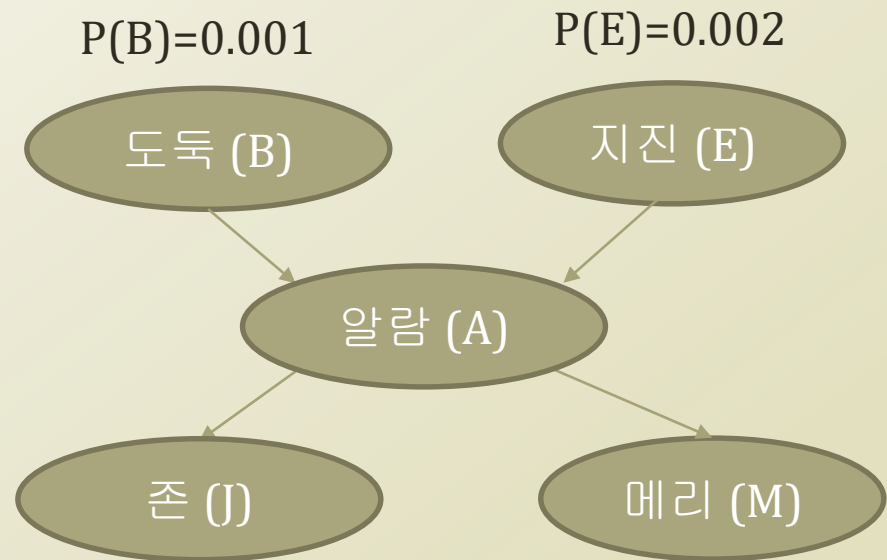 P(B)=0.001
P(E)=0.002
도둑 (B)
지진 (E)
알람 (A)
존 (J)
메리 (M)